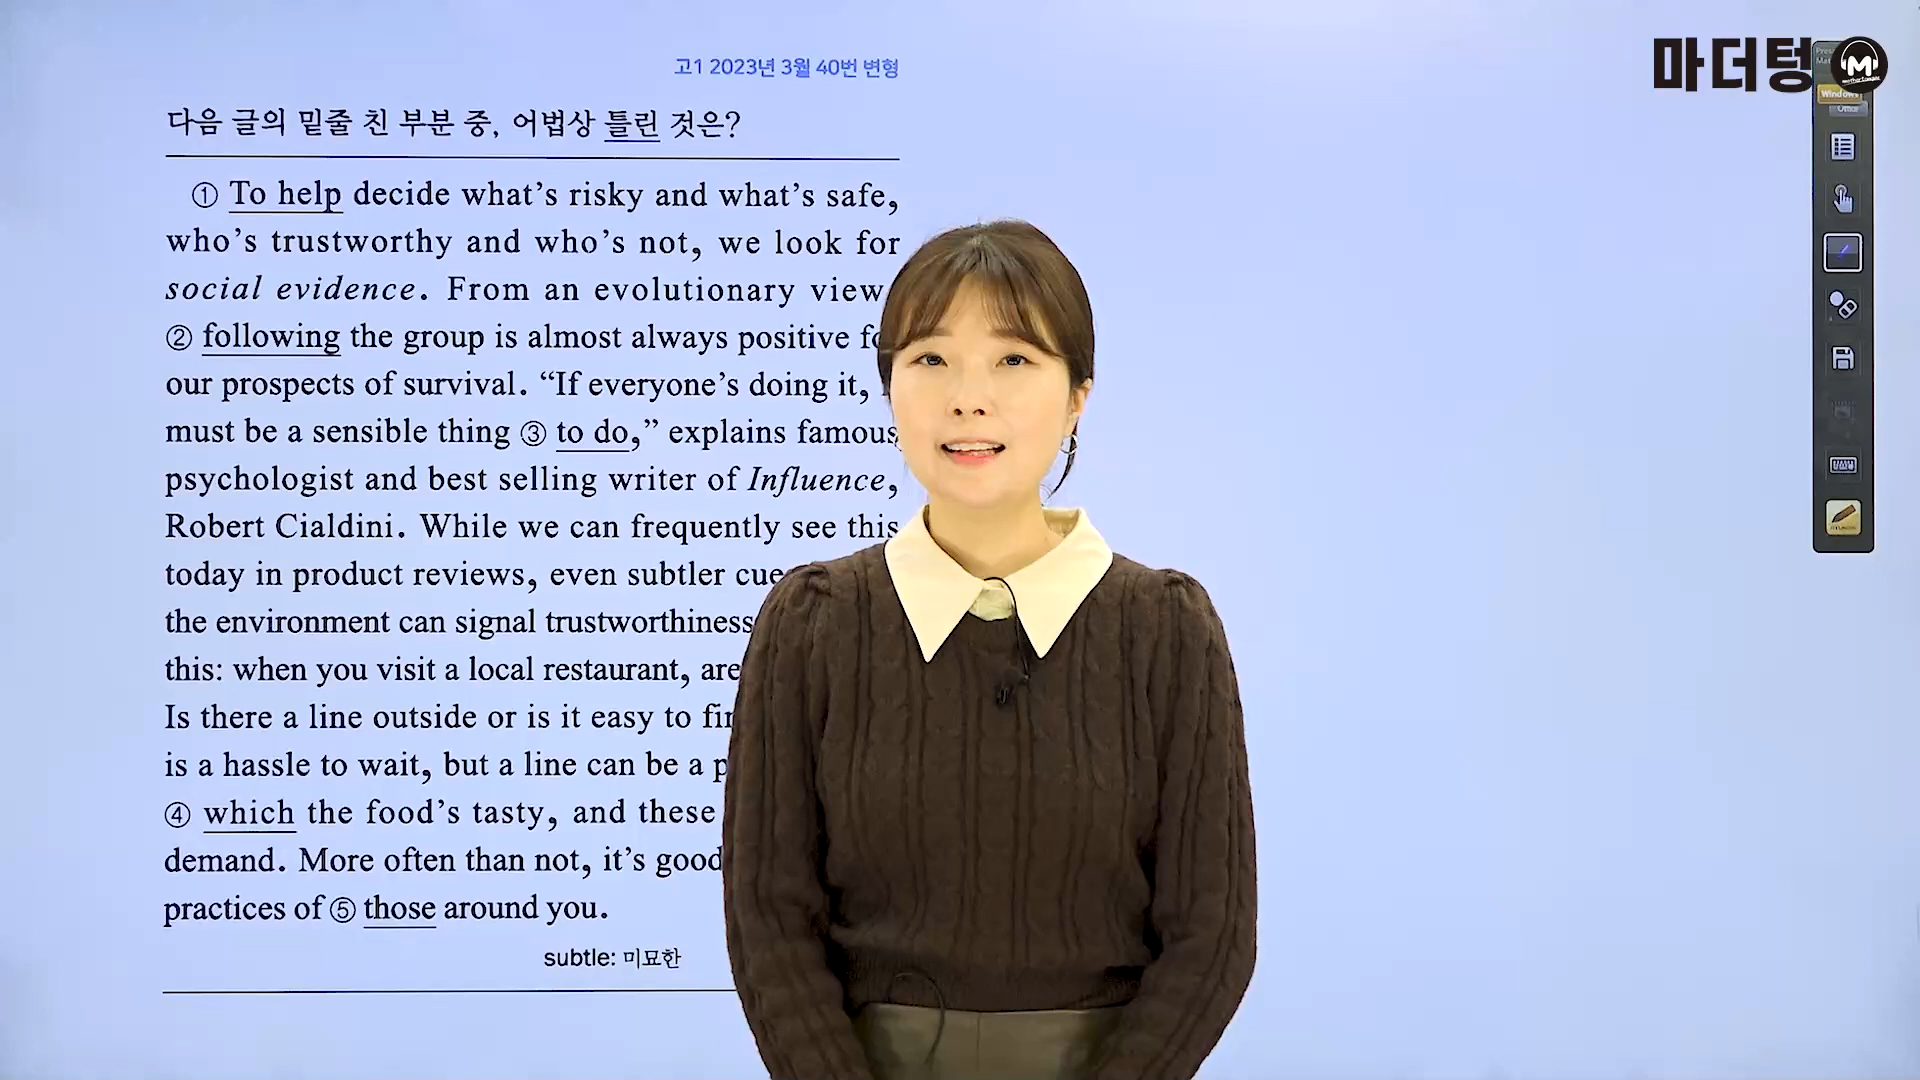 고1 2023년 3월 40번 변형
마더텅
다음 글의 밑줄 친 부분 중, 어법상 틀린 것은?
① To help decide what's risky and what's safe,
who's trustworthy and who's not, we look for
social evidence. From an evolutionary view
② following the group is almost always positive
our prospects of survival. “If everyone's doing it,
must be a sensible thing ③ to do,” explains famous
psychologist and best selling writer of Influence,
Robert Cialdini. While we can frequently see this
today in product reviews, even subtler
the environment can signal trustworthiness
this: when you visit a local restaurant, are
Is there a line outside or is it easy to
is a hassle to wait, but a line can be a
④ which the food's tasty, and these
demand. More often than not, it's good
practices of ⑤ those around you.
subtle: 미묘한